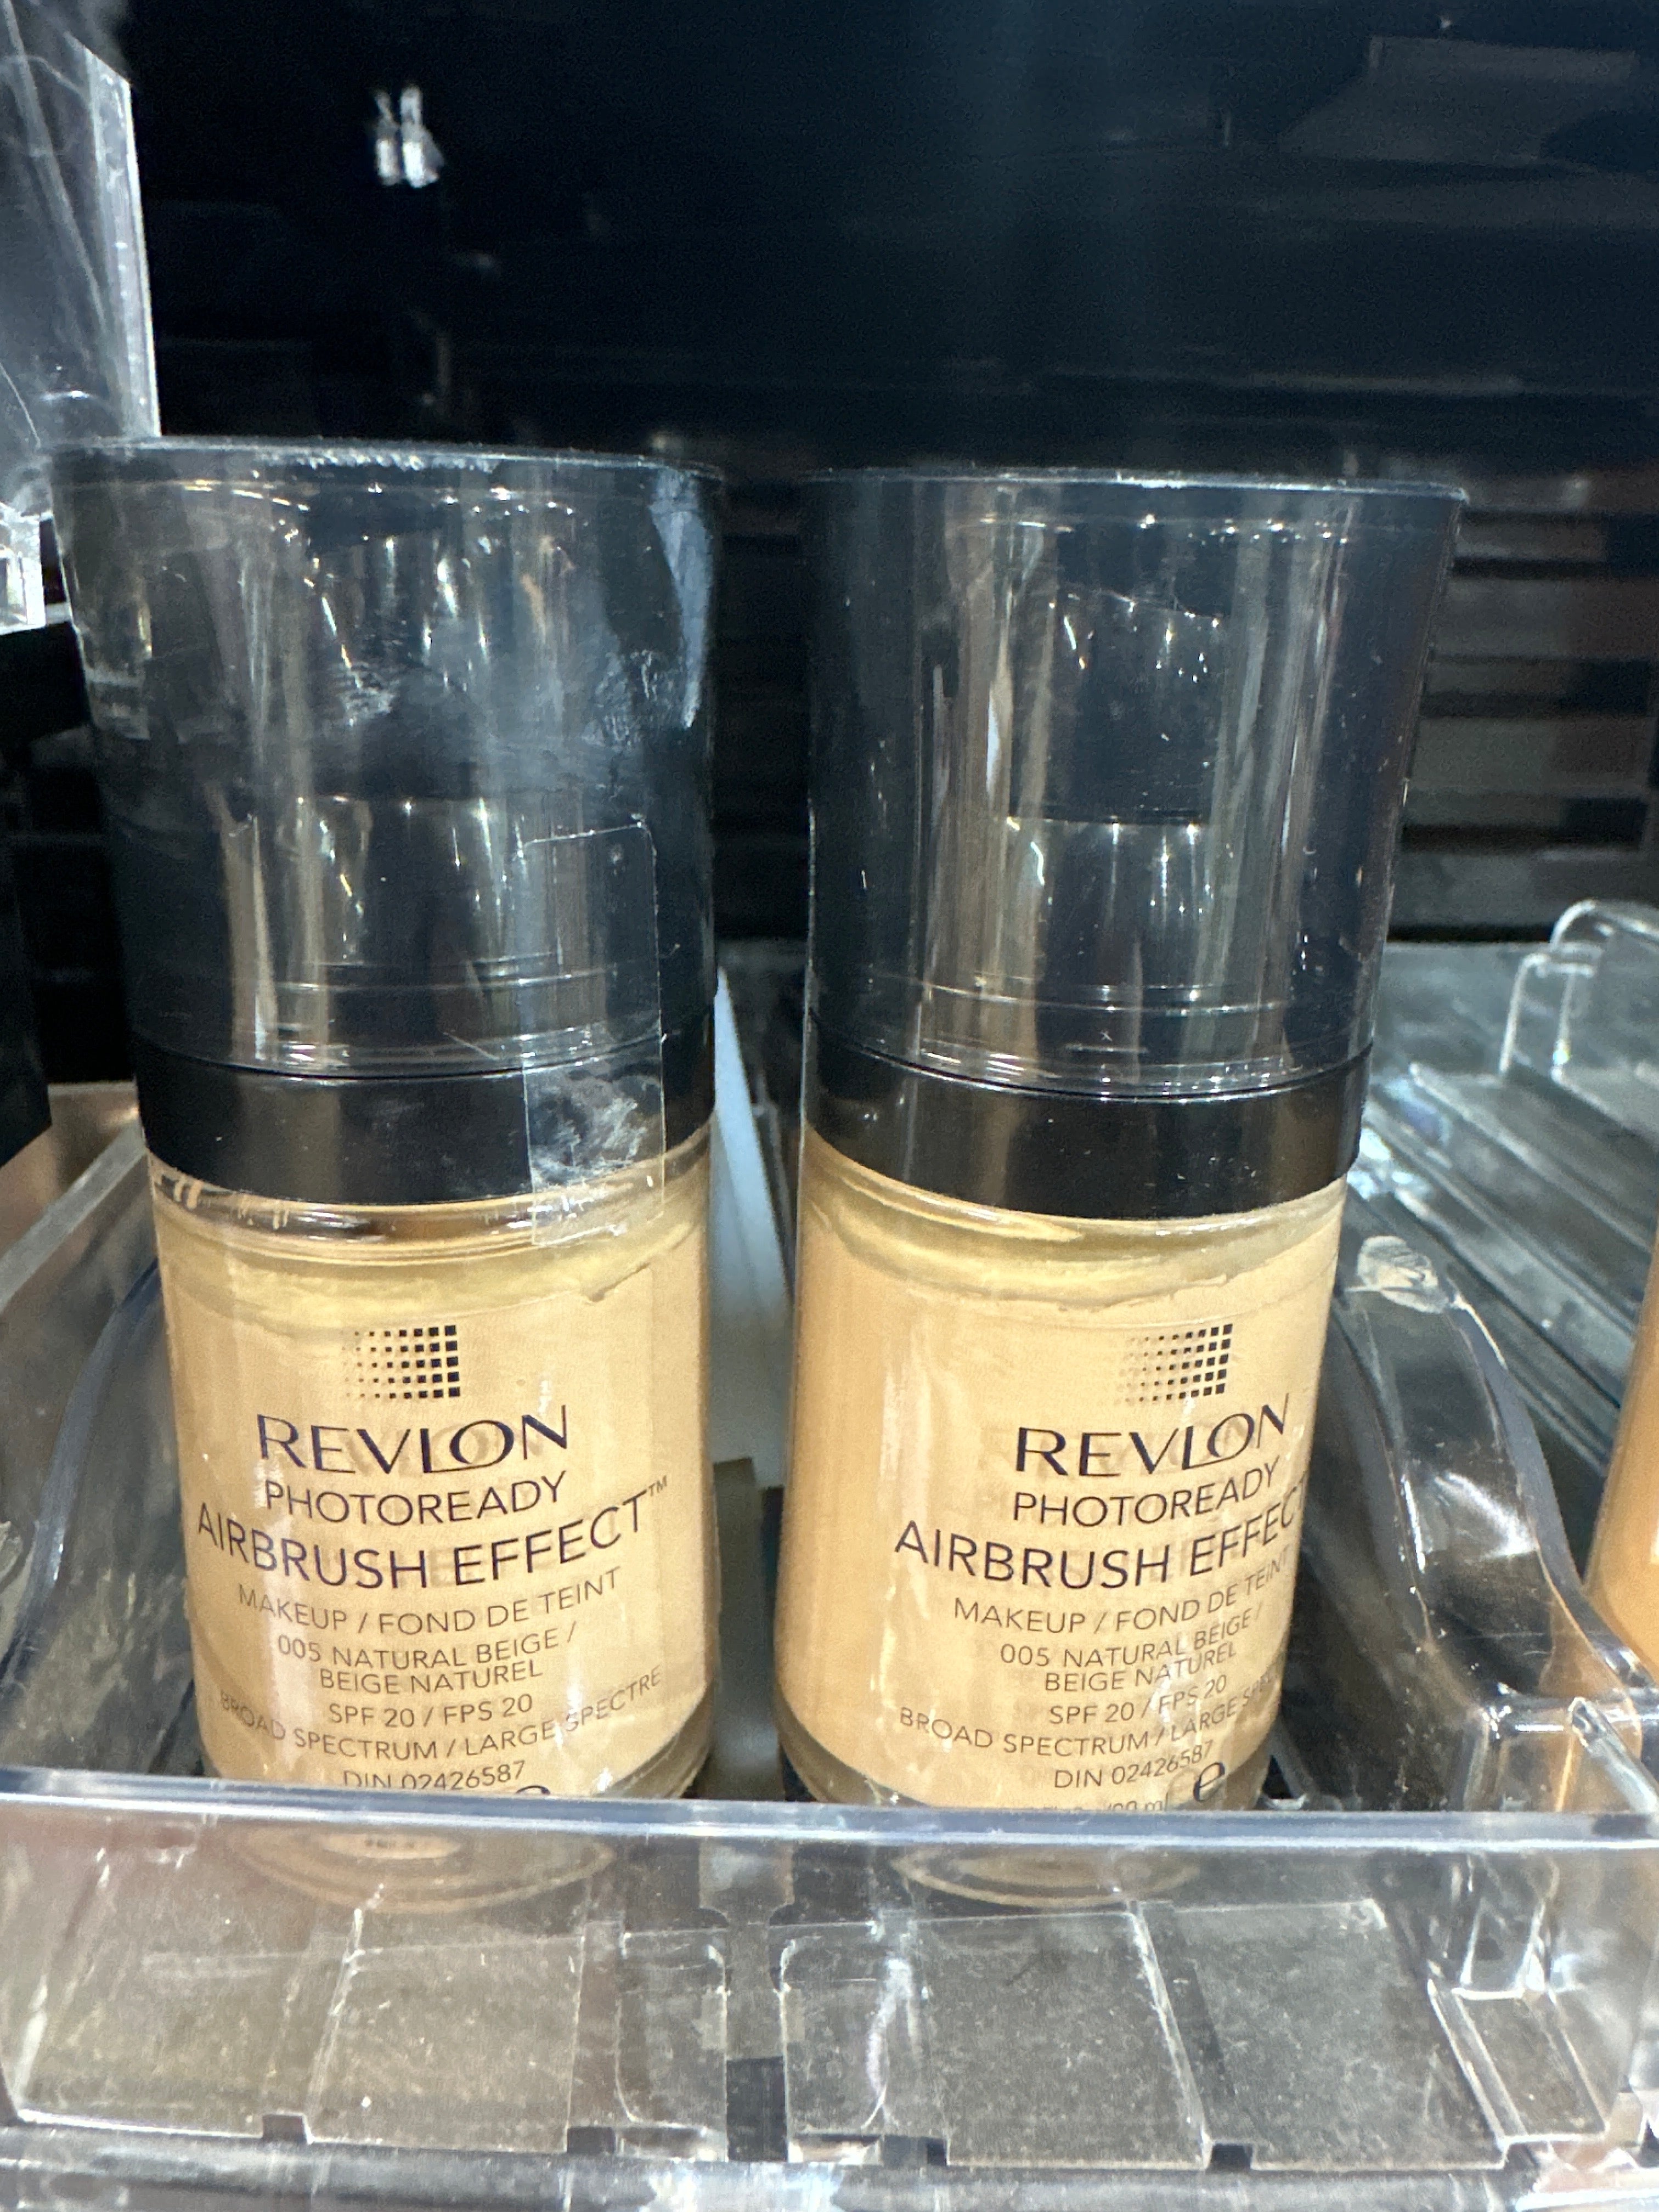 REVLON
PHOTOREADY
AIRBRUSH EFFECT™
MAKEUP / FOND DE TEINT
005 NATURAL BEIGE /
BEIGE NATUREL
SPF 20 / FPS 20
BROAD SPECTRUM / LARGE SPECTRE
DIN 02426587
REVLON
PHOTOREADY
AIRBRUSH EFFECT
MAKEUP / FOND DE TEINT
005 NATURAL BEIGE /
BEIGE NATUREL
SPF 20 / FPS 20
BROAD SPECTRUM / LARGE
DIN 02426587
ml e